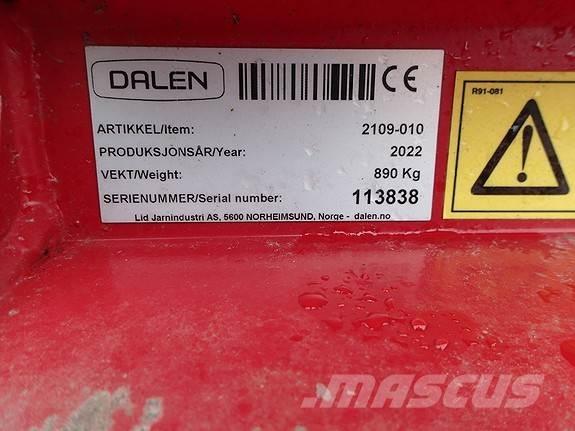 DALEN
CE
ARTIKKEL/Item: 2109-010
PRODUKSJONSÅR/Year: 2022
VEKT/Weight: 890 Kg
SERIENUMMER/Serial number: 113838
Lid Jarnindustri AS, 5600 NORHEIMSUND, Norge - dalen.no
R91-081
MASCUS